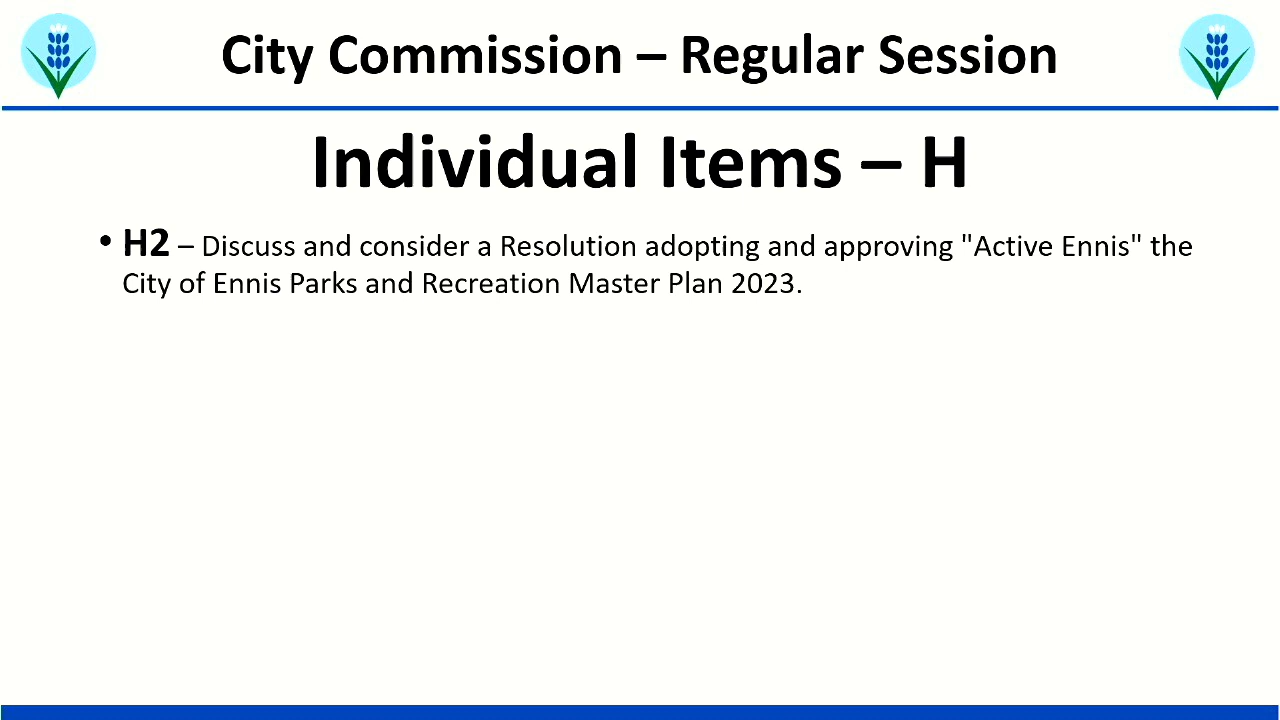 City Commission – Regular Session
Individual Items – H
• H2 – Discuss and consider a Resolution adopting and approving "Active Ennis" the
City of Ennis Parks and Recreation Master Plan 2023.